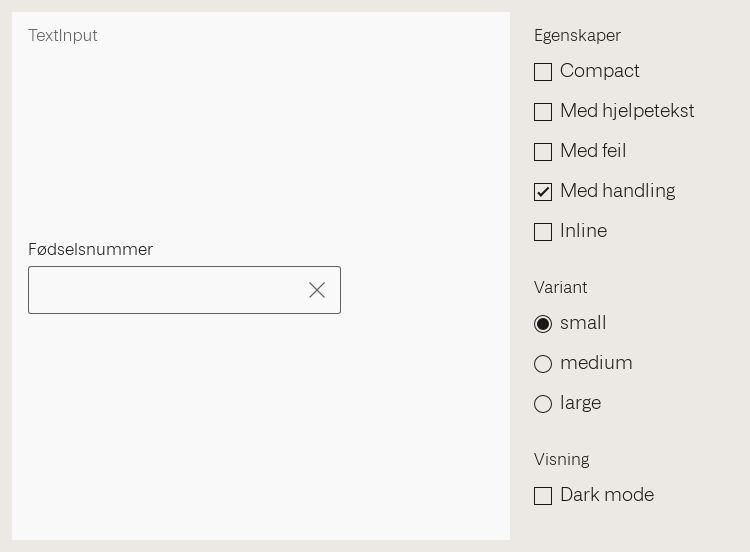 TextInput
Fødselsnummer
Egenskaper
Compact
Med hjelpetekst
Med feil
Med handling
Inline
Variant
small
medium
large
Visning
Dark mode